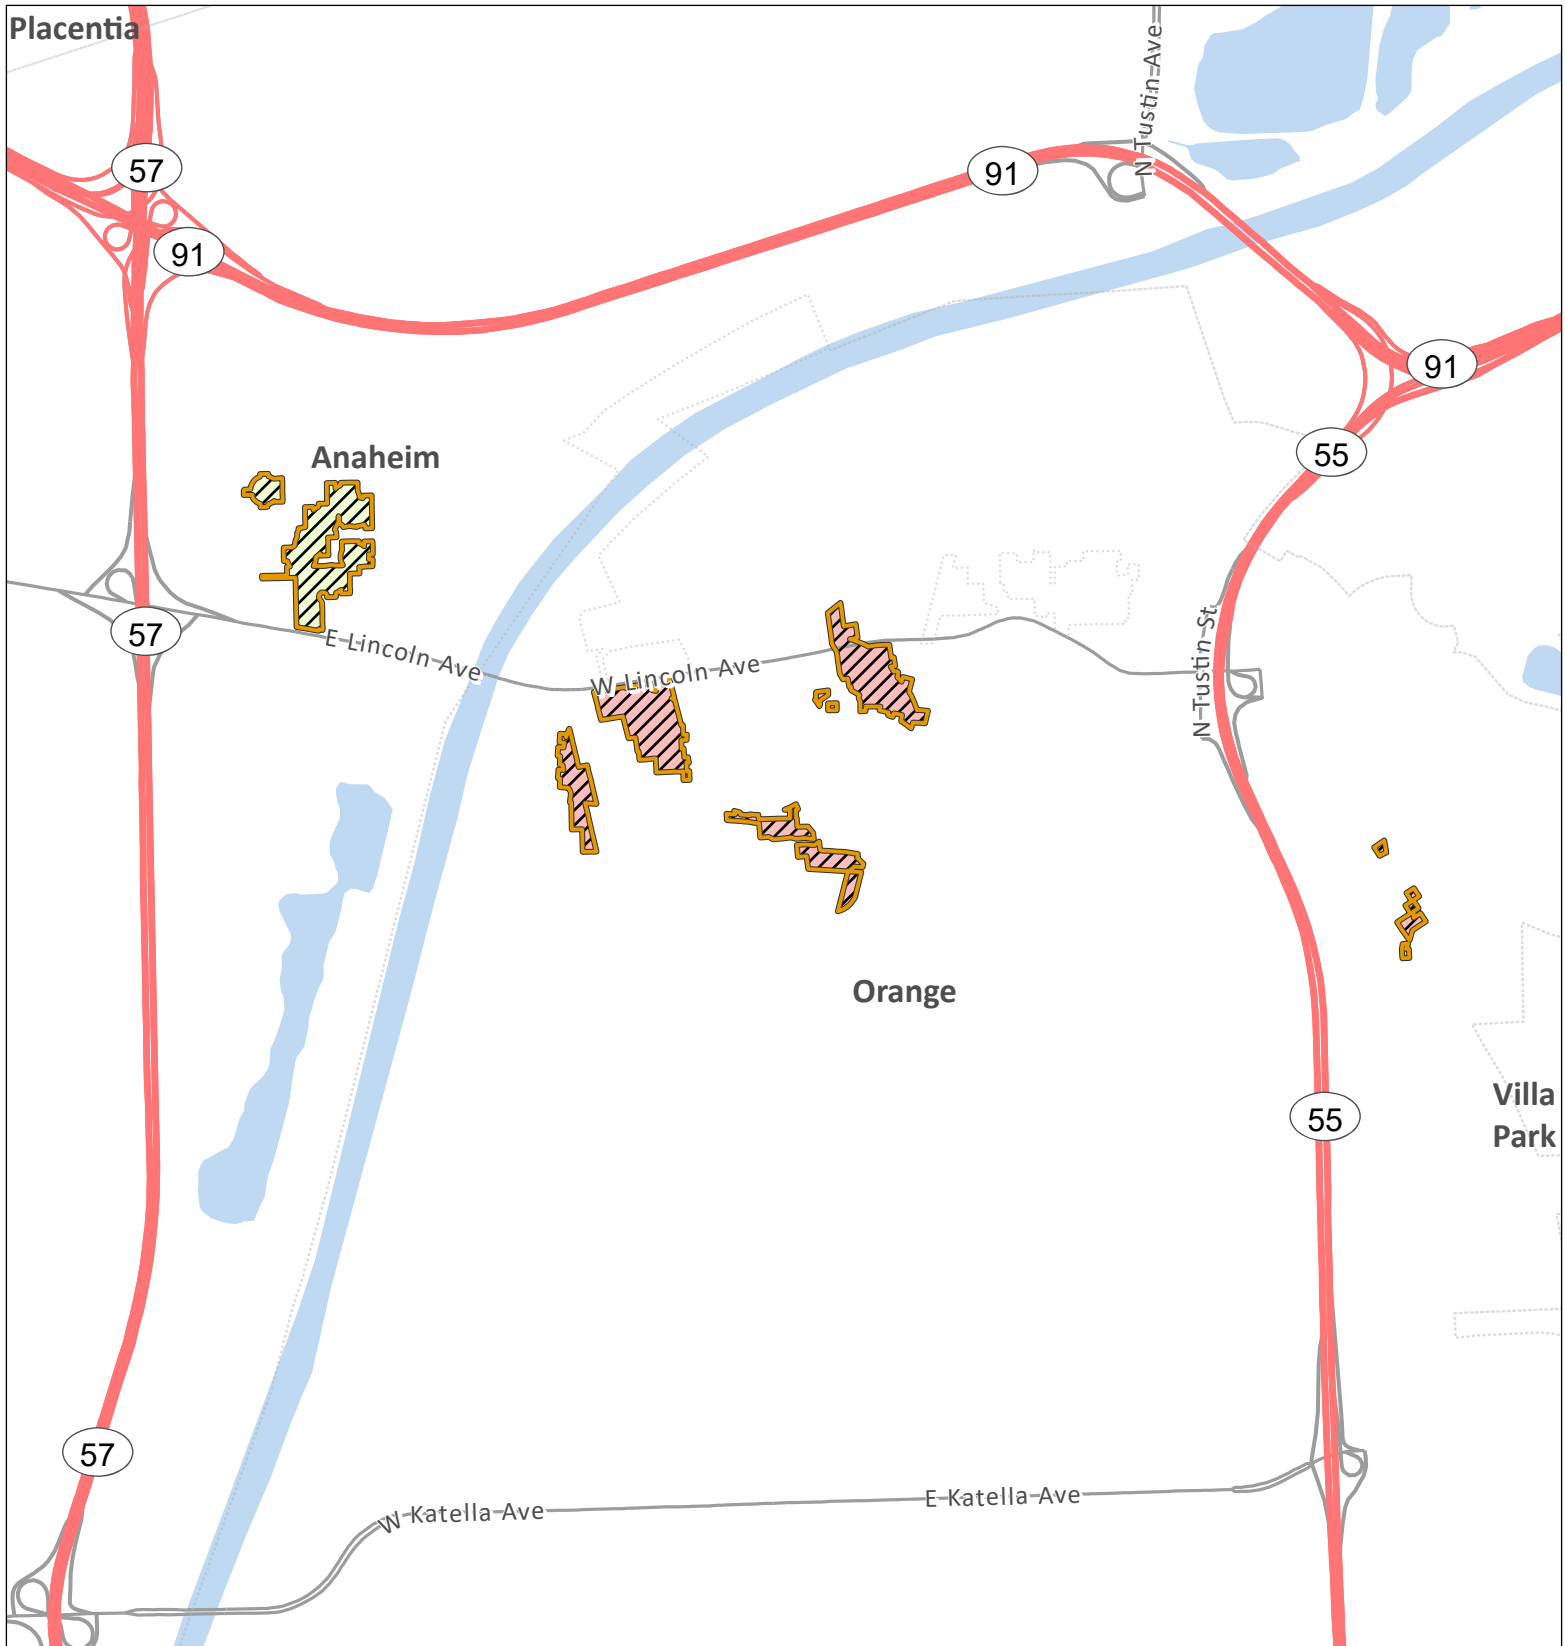 Placentia
N Tustin Ave
57
91
91
91
Anaheim
55
57
E Lincoln Ave
W Lincoln Ave
N Tustin St
Orange
Villa
Park
55
57
W Katella Ave
E Katella Ave